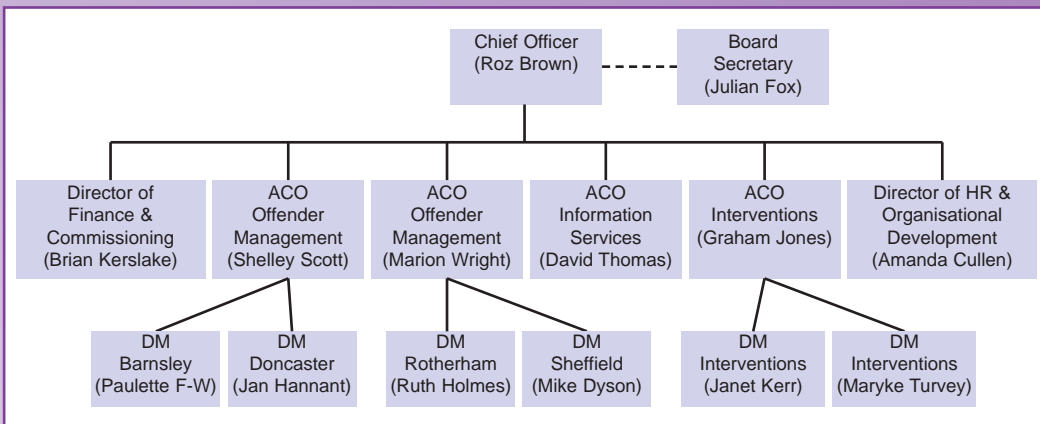 Chief Officer
(Roz Brown)
Board
Secretary
(Julian Fox)
Director of
Finance &
Commissioning
(Brian Kerslake)
ACO
Offender
Management
(Shelley Scott)
ACO
Offender
Management
(Marion Wright)
ACO
Information
Services
(David Thomas)
ACO
Interventions
(Graham Jones)
Director of HR &
Organisational
Development
(Amanda Cullen)
DM
Barnsley
(Paulette F-W)
DM
Doncaster
(Jan Hannant)
DM
Rotherham
(Ruth Holmes)
DM
Sheffield
(Mike Dyson)
DM
Interventions
(Janet Kerr)
DM
Interventions
(Maryke Turvey)